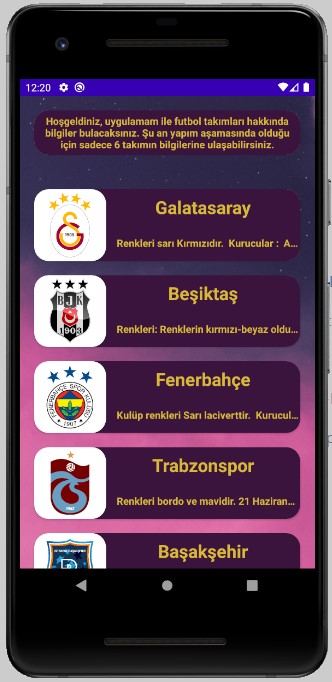 12:20
Hoşgeldiniz, uygulamam ile futbol takımları hakkında
bilgiler bulacaksınız. Şu an yapım aşamasında olduğu
için sadece 6 takımın bilgilerine ulaşabilirsiniz.
Galatasaray
Renkleri sarı Kırmızıdır. Kurucular : A...
1905
Beşiktaş
Renkleri: Renklerin kırmızı-beyaz oldu...
BJK
1903
Fenerbahçe
Kulüp renkleri Sarı laciverttir. Kurucul...
FENERBAHÇE SPOR KULÜBÜ
1907
Trabzonspor
Renkleri bordo ve mavidir. 21 Haziran...
1967
Başakşehir